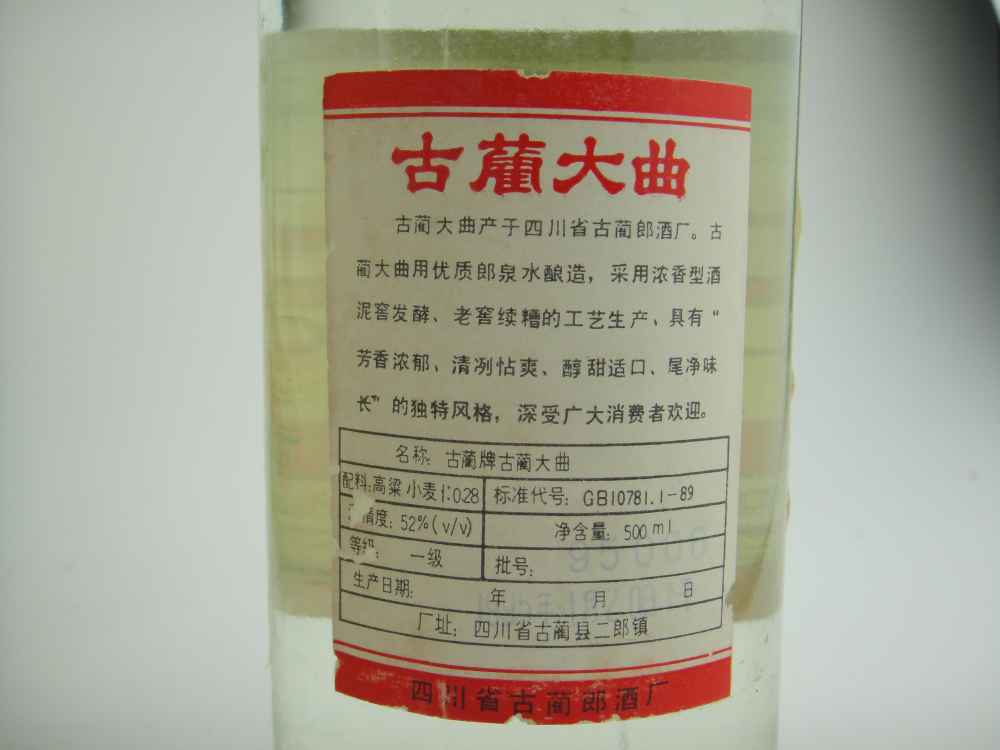 古蔺大曲
古蔺大曲产于四川省古蔺郎酒厂。古
蔺大曲用优质郎泉水酿造，采用浓香型酒
泥窖发酵、老窖续糟的工艺生产、具有“
芳香浓郁、清冽怗爽、醇甜适口、尾净味
长”的独特风格，深受广大消费者欢迎。
名称：古蔺牌古蔺大曲
配料：高粱 小麦1:028 标准代号：GB10781.1-89
精度：52%(v/v) 净含量：500ml
等级： 一级 批号：
生产日期： 年 月 日
厂址：四川省古蔺县二郎镇
四川省古蔺郎酒厂